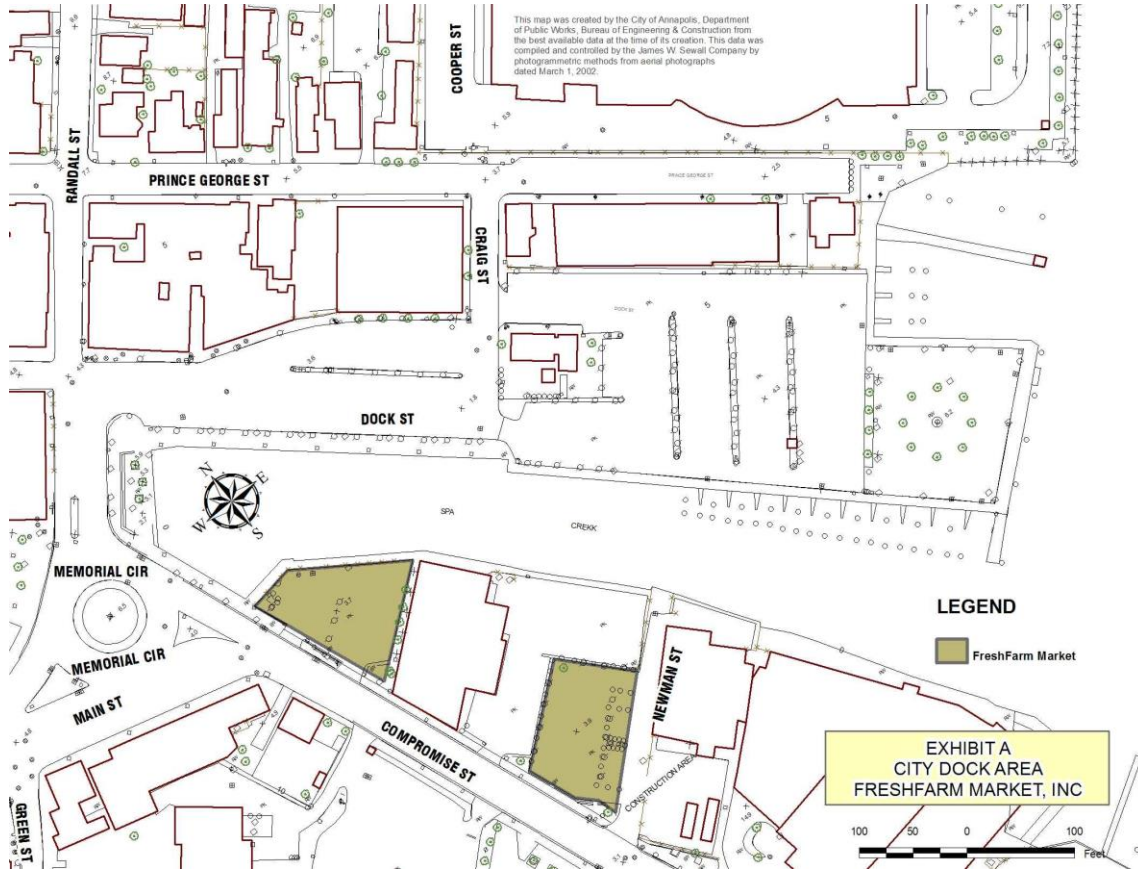 This map was created by the City of Annapolis, Department
of Public Works, Bureau of Engineering & Construction from
the best available data at the time of its creation. This data was
compiled and controlled by the James W. Sewall Company by
photogrammetric methods from aerial photographs
dated March 1, 2002.
COOPER ST
RANDALL ST
PRINCE GEORGE ST
PRINCE GEORGE ST
CRAIG ST
DOCK ST
DOCK ST
N
E
W
S
SPA
CREKK
MEMORIAL CIR
MEMORIAL CIR
MAIN ST
GREEN ST
COMPROMISE ST
NEWMAN ST
CONSTRUCTION AREA
LEGEND
FreshFarm Market
EXHIBIT A
CITY DOCK AREA
FRESHFARM MARKET, INC
100 50 0 100
Feet